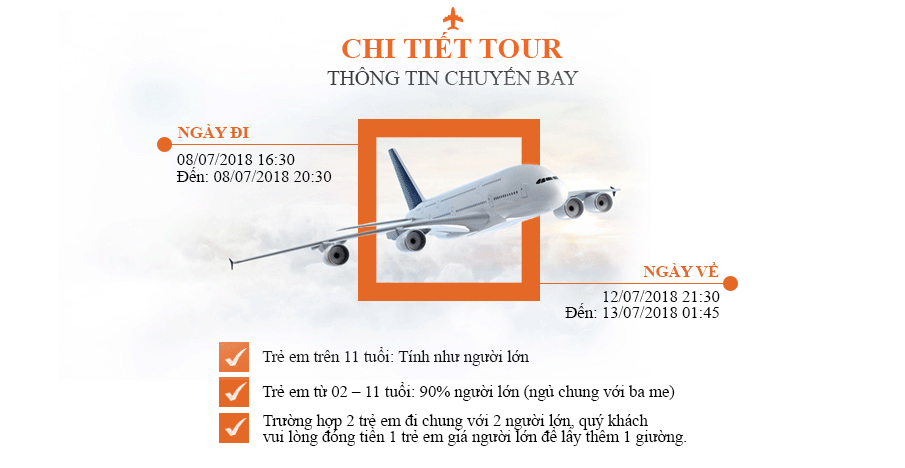 CHI TIẾT TOUR
THÔNG TIN CHUYẾN BAY
NGÀY ĐI
08/07/2018 16:30
Đến: 08/07/2018 20:30
NGÀY VỀ
12/07/2018 21:30
Đến: 13/07/2018 01:45
Trẻ em trên 11 tuổi: Tính như người lớn
Trẻ em từ 02 – 11 tuổi: 90% người lớn (ngủ chung với ba me)
Trường hợp 2 trẻ em đi chung với 2 người lớn, quý khách
vui lòng đóng tiền 1 trẻ em giá người lớn để lấy thêm 1 giường.